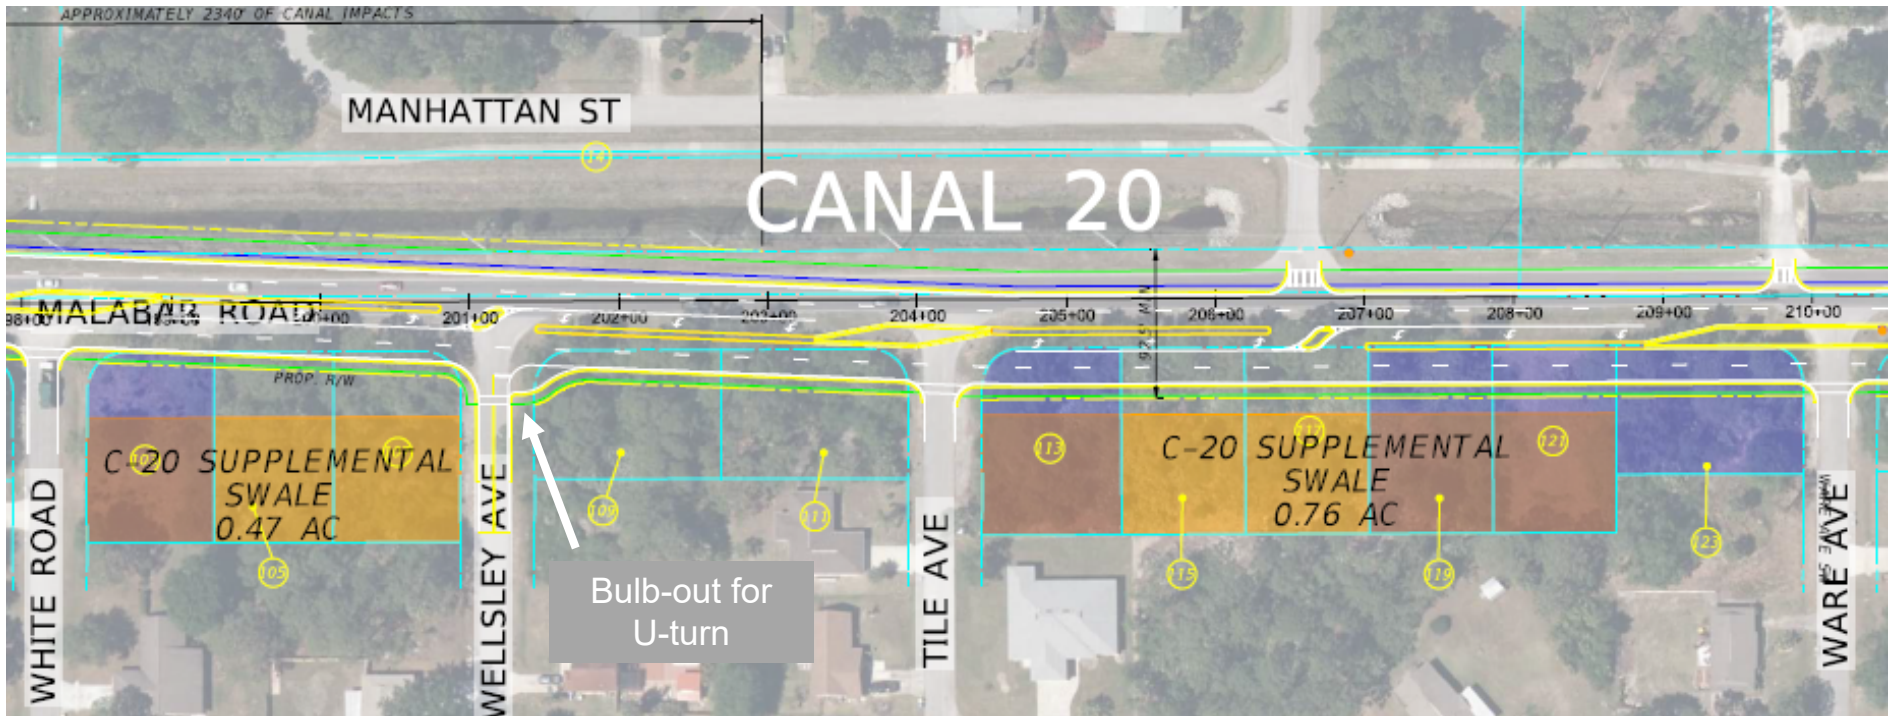 APPROXIMATELY 2340' OF CANAL IMPACTS
MANHATTAN ST
14
CANAL 20
MALABAR ROAD
201+00
202+00
203+00
204+00
205+00
206+00
207+00
208+00
209+00
210+00
PROP. R/W
C-20 SUPPLEMENTAL
SWALE
0.47 AC
105
109
111
113
C-20 SUPPLEMENTAL
SWALE
0.76 AC
115
117
119
121
123
WHITE ROAD
WELLSLEY AVE
Bulb-out for
U-turn
TILE AVE
WARE AVE